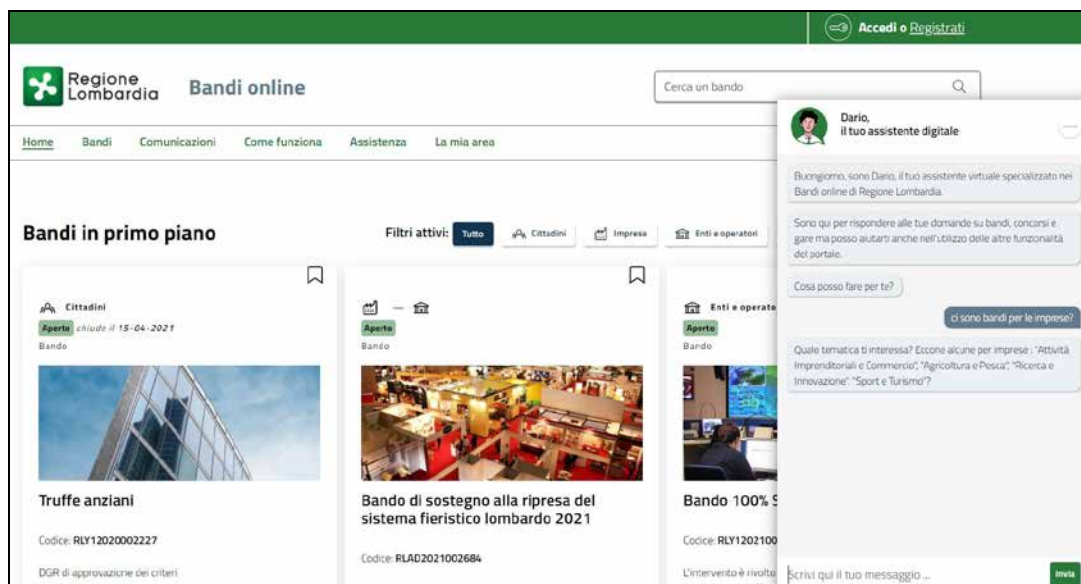 Accedi o Registrati
Regione
Lombardia
Bandi online
Cerca un bando
Home Bandi Comunicazioni Come funziona Assistenza La mia area
Bandi in primo piano
Filtri attivi: Tutto Cittadini Imprese Enti e operatori
Cittadini
Aperto chiude il 15-04-2021
Bando
Truffe anziani
Codice: RLY12020002227
DGR di approvazione dei criteri
Aperto
Bando
Bando di sostegno alla ripresa del
sistema fieristico lombardo 2021
Codice: RLAD2021002684
Enti e operato
Aperto
Bando
Bando 100% S
Codice: RLY1202100
L'intervento è rivolto
Dario,
il tuo assistente digitale
Buongiorno, sono Dario, il tuo assistente virtuale specializzato nei
Bandi online di Regione Lombardia.
Sono qui per rispondere alle tue domande su bandi, concorsi e
gare ma posso aiutarti anche nell'utilizzo delle altre funzionalità
del portale.
Cosa posso fare per te?
ci sono bandi per le imprese?
Quale tematica ti interessa? Eccone alcune per imprese : "Attività
Imprenditoriali e Commercio", "Agricoltura e Pesca", "Ricerca e
Innovazione". "Sport e Turismo"?
Scrivi qui il tuo messaggio ...
Invia